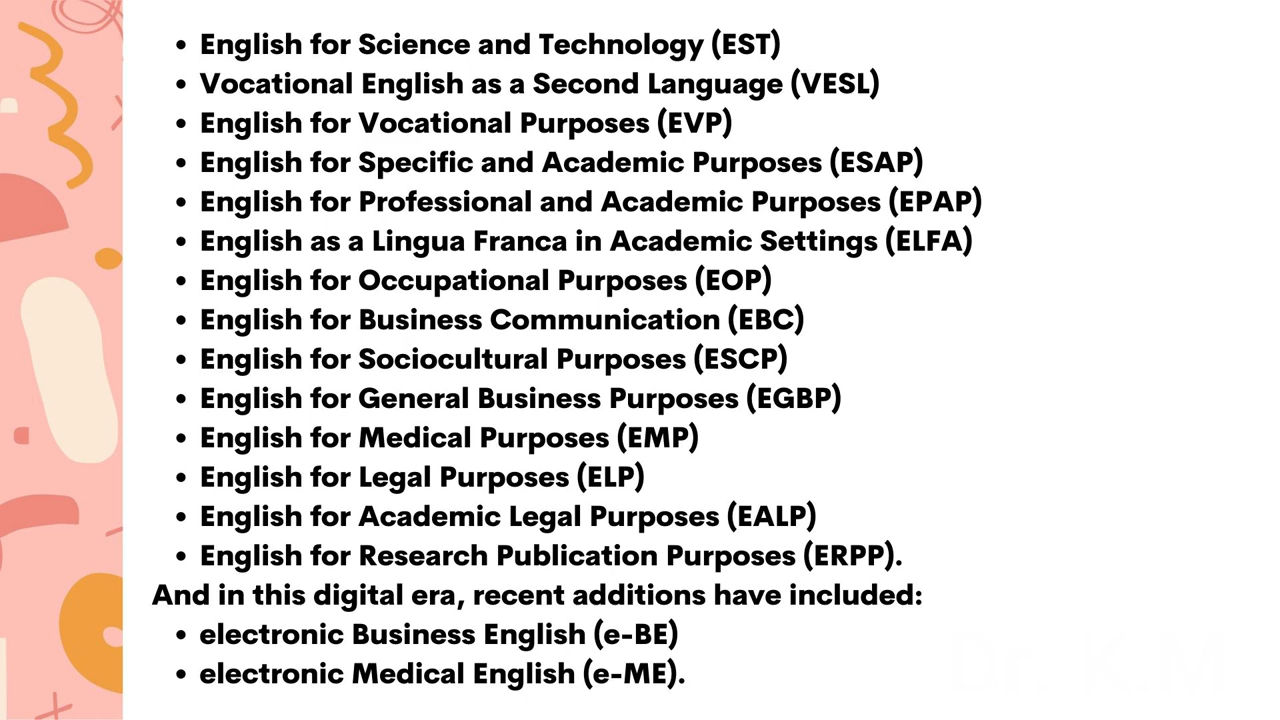 • English for Science and Technology (EST)
• Vocational English as a Second Language (VESL)
• English for Vocational Purposes (EVP)
• English for Specific and Academic Purposes (ESAP)
• English for Professional and Academic Purposes (EPAP)
• English as a Lingua Franca in Academic Settings (ELFA)
• English for Occupational Purposes (EOP)
• English for Business Communication (EBC)
• English for Sociocultural Purposes (ESCP)
• English for General Business Purposes (EGBP)
• English for Medical Purposes (EMP)
• English for Legal Purposes (ELP)
• English for Academic Legal Purposes (EALP)
• English for Research Publication Purposes (ERPP).
And in this digital era, recent additions have included:
• electronic Business English (e-BE)
• electronic Medical English (e-ME).
Dr. K.M